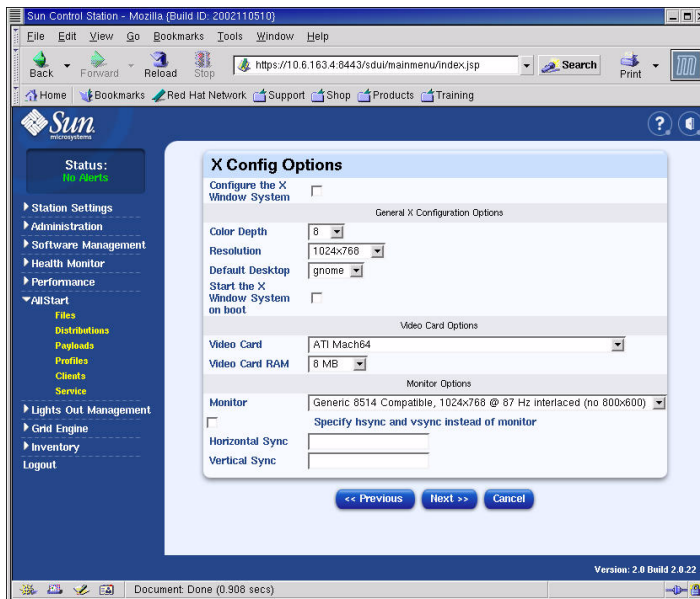 Sun Control Station - Mozilla {Build ID: 2002110510}
File Edit View Go Bookmarks Tools Window Help
Back Forward Reload Stop https://10.6.163.4:8443/sdui/mainmenu/index.jsp Search Print
Home Bookmarks Red Hat Network Support Shop Products Training
Sun
microsystems
Status:
No Alerts
Station Settings
Administration
Software Management
Health Monitor
Performance
AllStart
Files
Distributions
Payloads
Profiles
Clients
Service
Lights Out Management
Grid Engine
Inventory
Logout
X Config Options
Configure the X
Window System
General X Configuration Options
Color Depth 8
Resolution 1024x768
Default Desktop gnome
Start the X
Window System
on boot
Video Card Options
Video Card ATI Mach64
Video Card RAM 8 MB
Monitor Options
Monitor Generic 8514 Compatible, 1024x768 @ 87 Hz interlaced (no 800x600)
Specify hsync and vsync instead of monitor
Horizontal Sync
Vertical Sync
<< Previous Next >> Cancel
Version: 2.0 Build 2.0.22
Document: Done (0.908 secs)